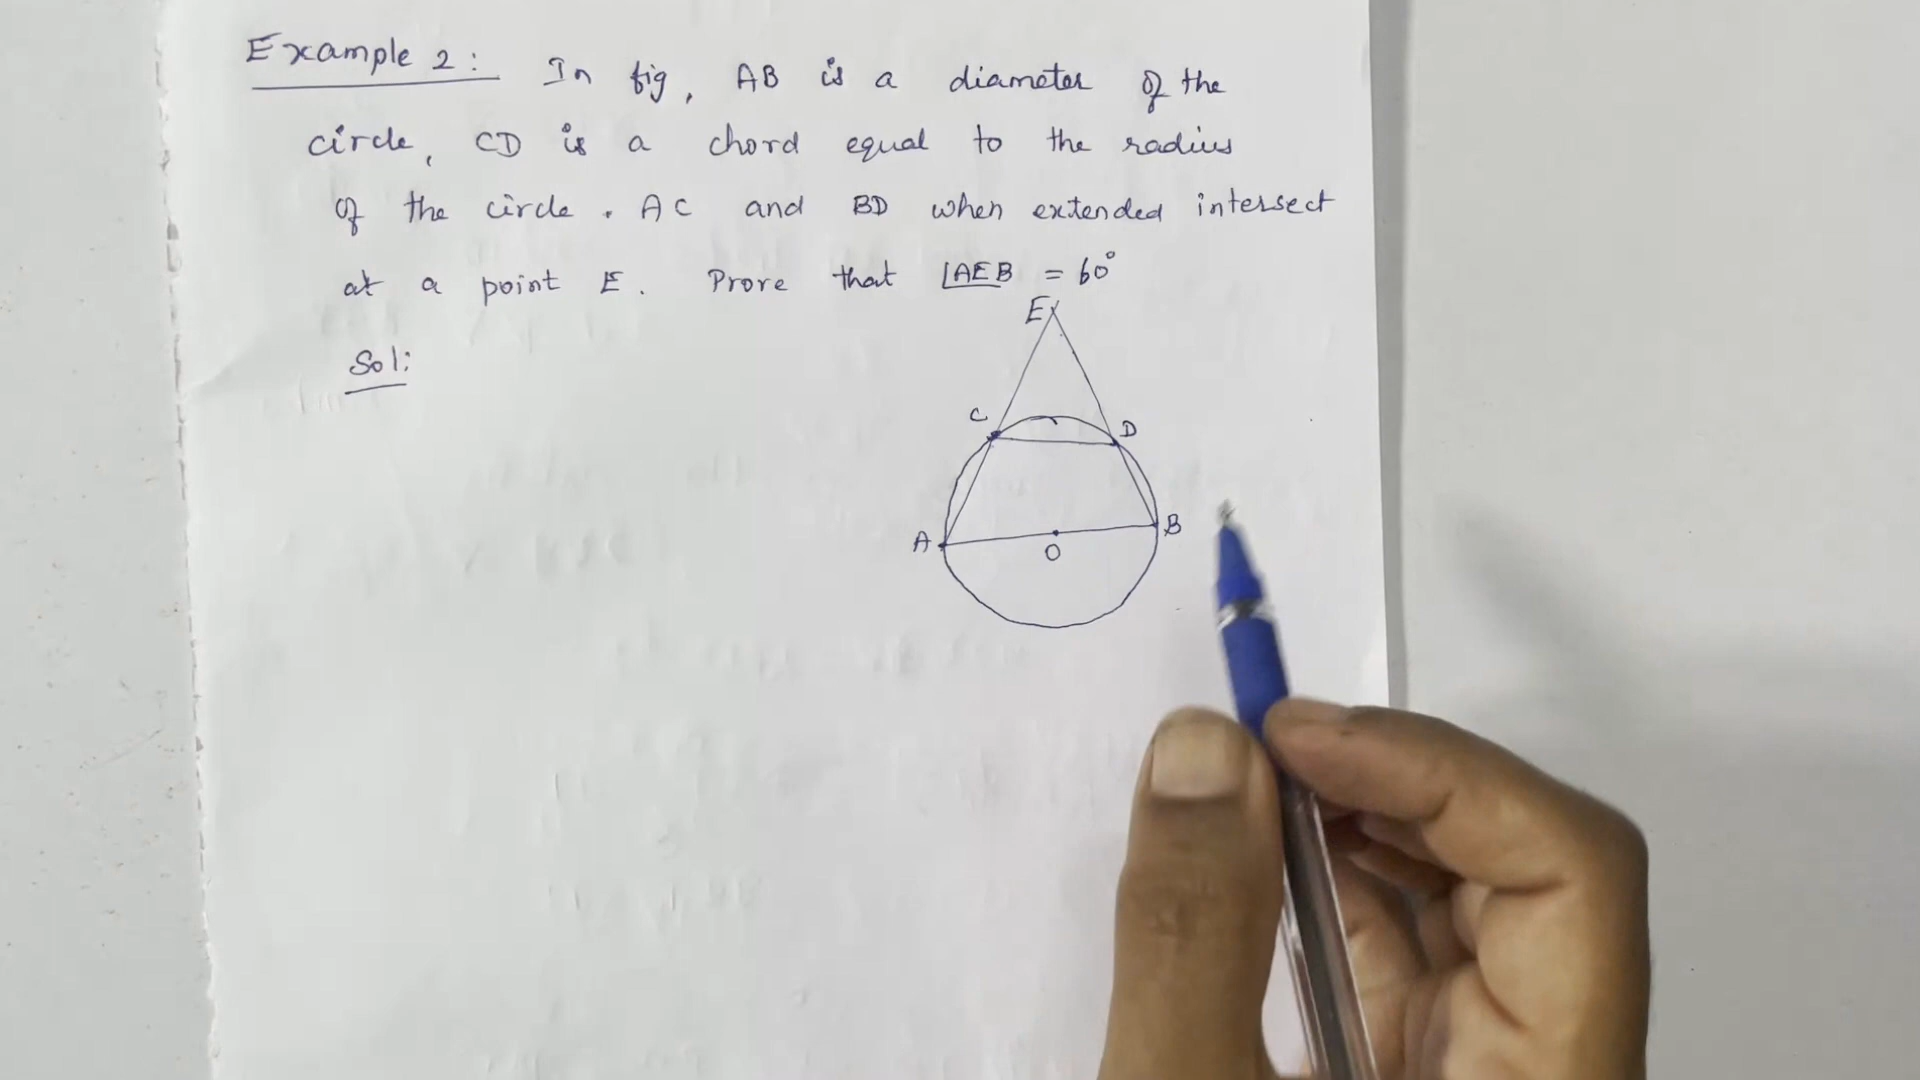 Example 2: In fig, AB is a diameter of the
circle, CD is a chord equal to the radius
of the circle. AC and BD when extended intersect
at a point E. Prove that ∠AEB = 60°
E
Sol:
C
D
A
B
O